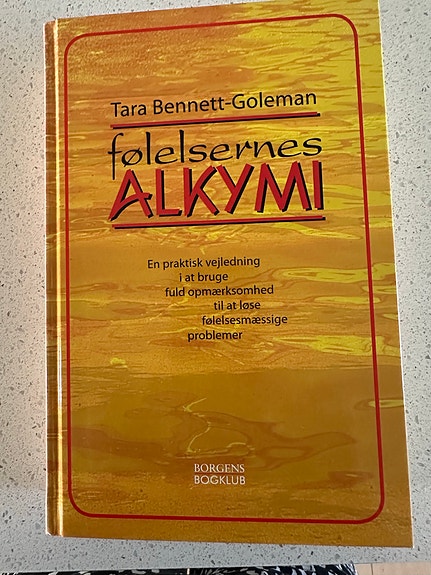 Tara Bennett-Goleman
følelsernes
ALKYMI
En praktisk vejledning
i at bruge
fuld opmærksomhed
til at løse
følelsesmæssige
problemer
BORGENS
BOGKLUB